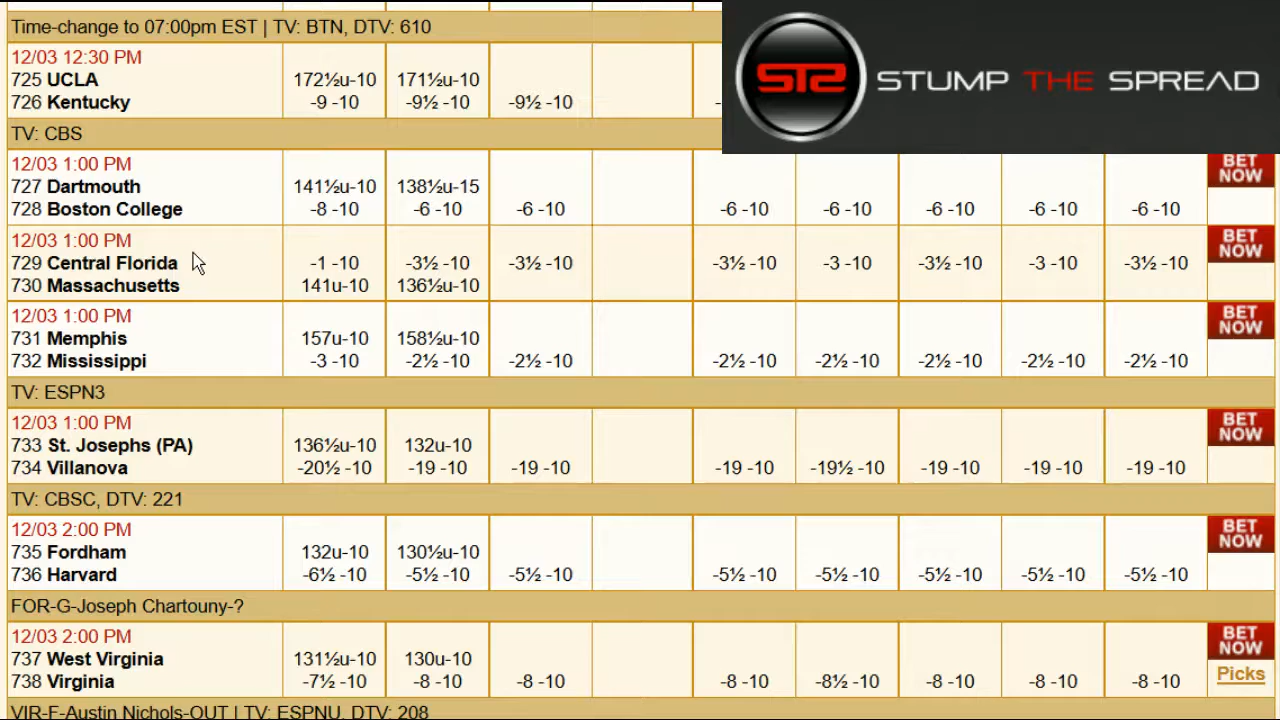 Time-change to 07:00pm EST | TV: BTN, DTV: 610
STS STUMP THE SPREAD
12/03 12:30 PM
725 UCLA 172½u-10 171½u-10
726 Kentucky -9 -10 -9½ -10 -9½ -10 -
TV: CBS
12/03 1:00 PM BET NOW
727 Dartmouth 141½u-10 138½u-15
728 Boston College -8 -10 -6 -10 -6 -10 -6 -10 -6 -10 -6 -10 -6 -10 -6 -10
12/03 1:00 PM BET NOW
729 Central Florida -1 -10 -3½ -10 -3½ -10 -3½ -10 -3 -10 -3½ -10 -3 -10 -3½ -10
730 Massachusetts 141u-10 136½u-10
12/03 1:00 PM BET NOW
731 Memphis 157u-10 158½u-10
732 Mississippi -3 -10 -2½ -10 -2½ -10 -2½ -10 -2½ -10 -2½ -10 -2½ -10 -2½ -10
TV: ESPN3
12/03 1:00 PM BET NOW
733 St. Josephs (PA) 136½u-10 132u-10
734 Villanova -20½ -10 -19 -10 -19 -10 -19 -10 -19½ -10 -19 -10 -19 -10 -19 -10
TV: CBSC, DTV: 221
12/03 2:00 PM BET NOW
735 Fordham 132u-10 130½u-10
736 Harvard -6½ -10 -5½ -10 -5½ -10 -5½ -10 -5½ -10 -5½ -10 -5½ -10 -5½ -10
FOR-G-Joseph Chartouny-?
12/03 2:00 PM BET NOW
737 West Virginia 131½u-10 130u-10
738 Virginia -7½ -10 -8 -10 -8 -10 -8 -10 -8½ -10 -8 -10 -8 -10 -8 -10 Picks
VIR-F-Austin Nichols-OUT | TV: ESPNU, DTV: 208